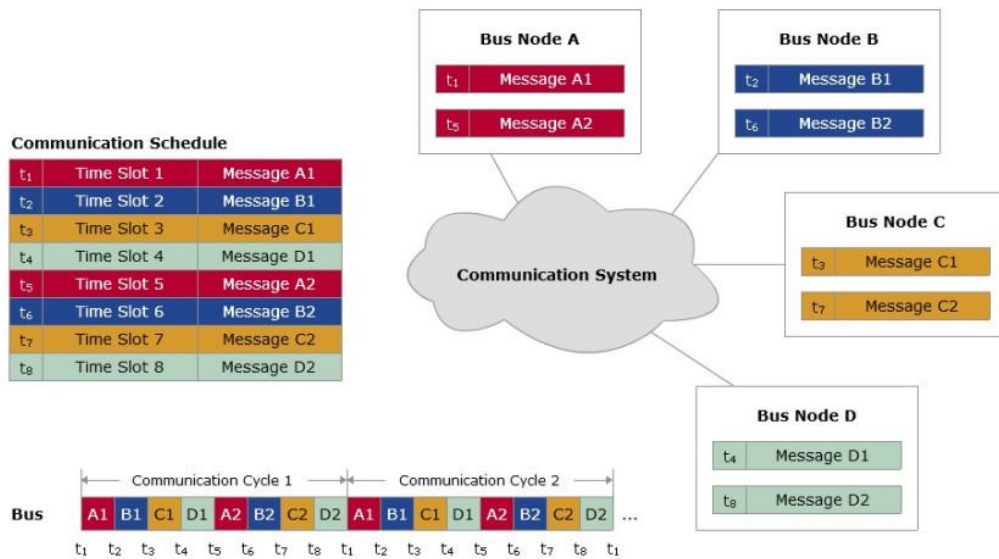 Bus Node A
t₁ Message A1
t₅ Message A2
Bus Node B
t₂ Message B1
t₆ Message B2
Communication Schedule
t₁ Time Slot 1 Message A1
t₂ Time Slot 2 Message B1
t₃ Time Slot 3 Message C1
t₄ Time Slot 4 Message D1
t₅ Time Slot 5 Message A2
t₆ Time Slot 6 Message B2
t₇ Time Slot 7 Message C2
t₈ Time Slot 8 Message D2
Communication System
Bus Node C
t₃ Message C1
t₇ Message C2
Bus Node D
t₄ Message D1
t₈ Message D2
Communication Cycle 1 Communication Cycle 2
Bus A1 B1 C1 D1 A2 B2 C2 D2 A1 B1 C1 D1 A2 B2 C2 D2 ...
t₁ t₂ t₃ t₄ t₅ t₆ t₇ t₈ t₁ t₂ t₃ t₄ t₅ t₆ t₇ t₈ t₁